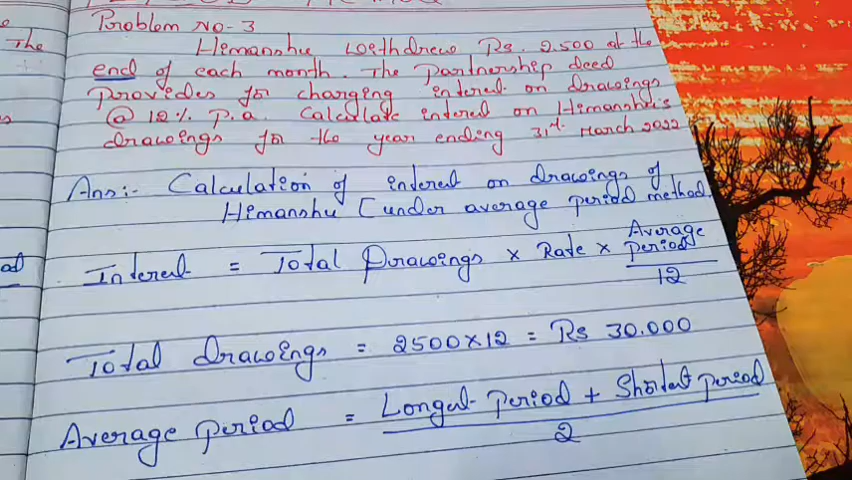 The
Problem No-3
Himanshu withdrew Rs. 2.500 at the
end of each month. The partnership deed
provides for charging interest on drawings
@ 12% P.a. Calculate interest on Himanshu's
drawings for the year ending 31st March 2022
Ans:- Calculation of interest on drawings of
Himanshu (under average period method
Interest = Total Drawings × Rate × Average period / 12
Total drawings = 2500×12 = Rs 30.000
Average period = Longest period + Shortest period / 2